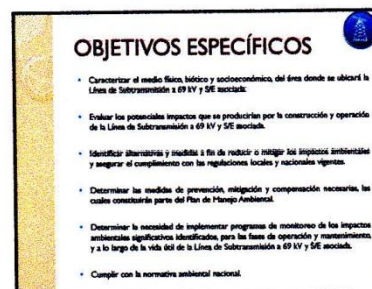 OBJETIVOS ESPECÍFICOS
• Caracterizar el medio físico, biótico y socioeconómico, del área donde se ubicará la
Línea de Subtransmisión a 69 kV y S/E asociada.
• Evaluar los potenciales impactos que se producirían por la construcción y operación
de la Línea de Subtransmisión a 69 kV y S/E asociada.
• Identificar alternativas y medidas a fin de reducir o mitigar los impactos ambientales
y asegurar el cumplimiento con las regulaciones locales y nacionales vigentes.
• Determinar las medidas de prevención, mitigación y compensación necesarias, las
cuales constituirán parte del Plan de Manejo Ambiental.
• Determinar la necesidad de implementar programas de monitoreo de los impactos
ambientales significativos identificados, para las fases de operación y mantenimiento,
y a lo largo de la vida útil de la Línea de Subtransmisión a 69 kV y S/E asociada.
• Cumplir con la normativa ambiental nacional.